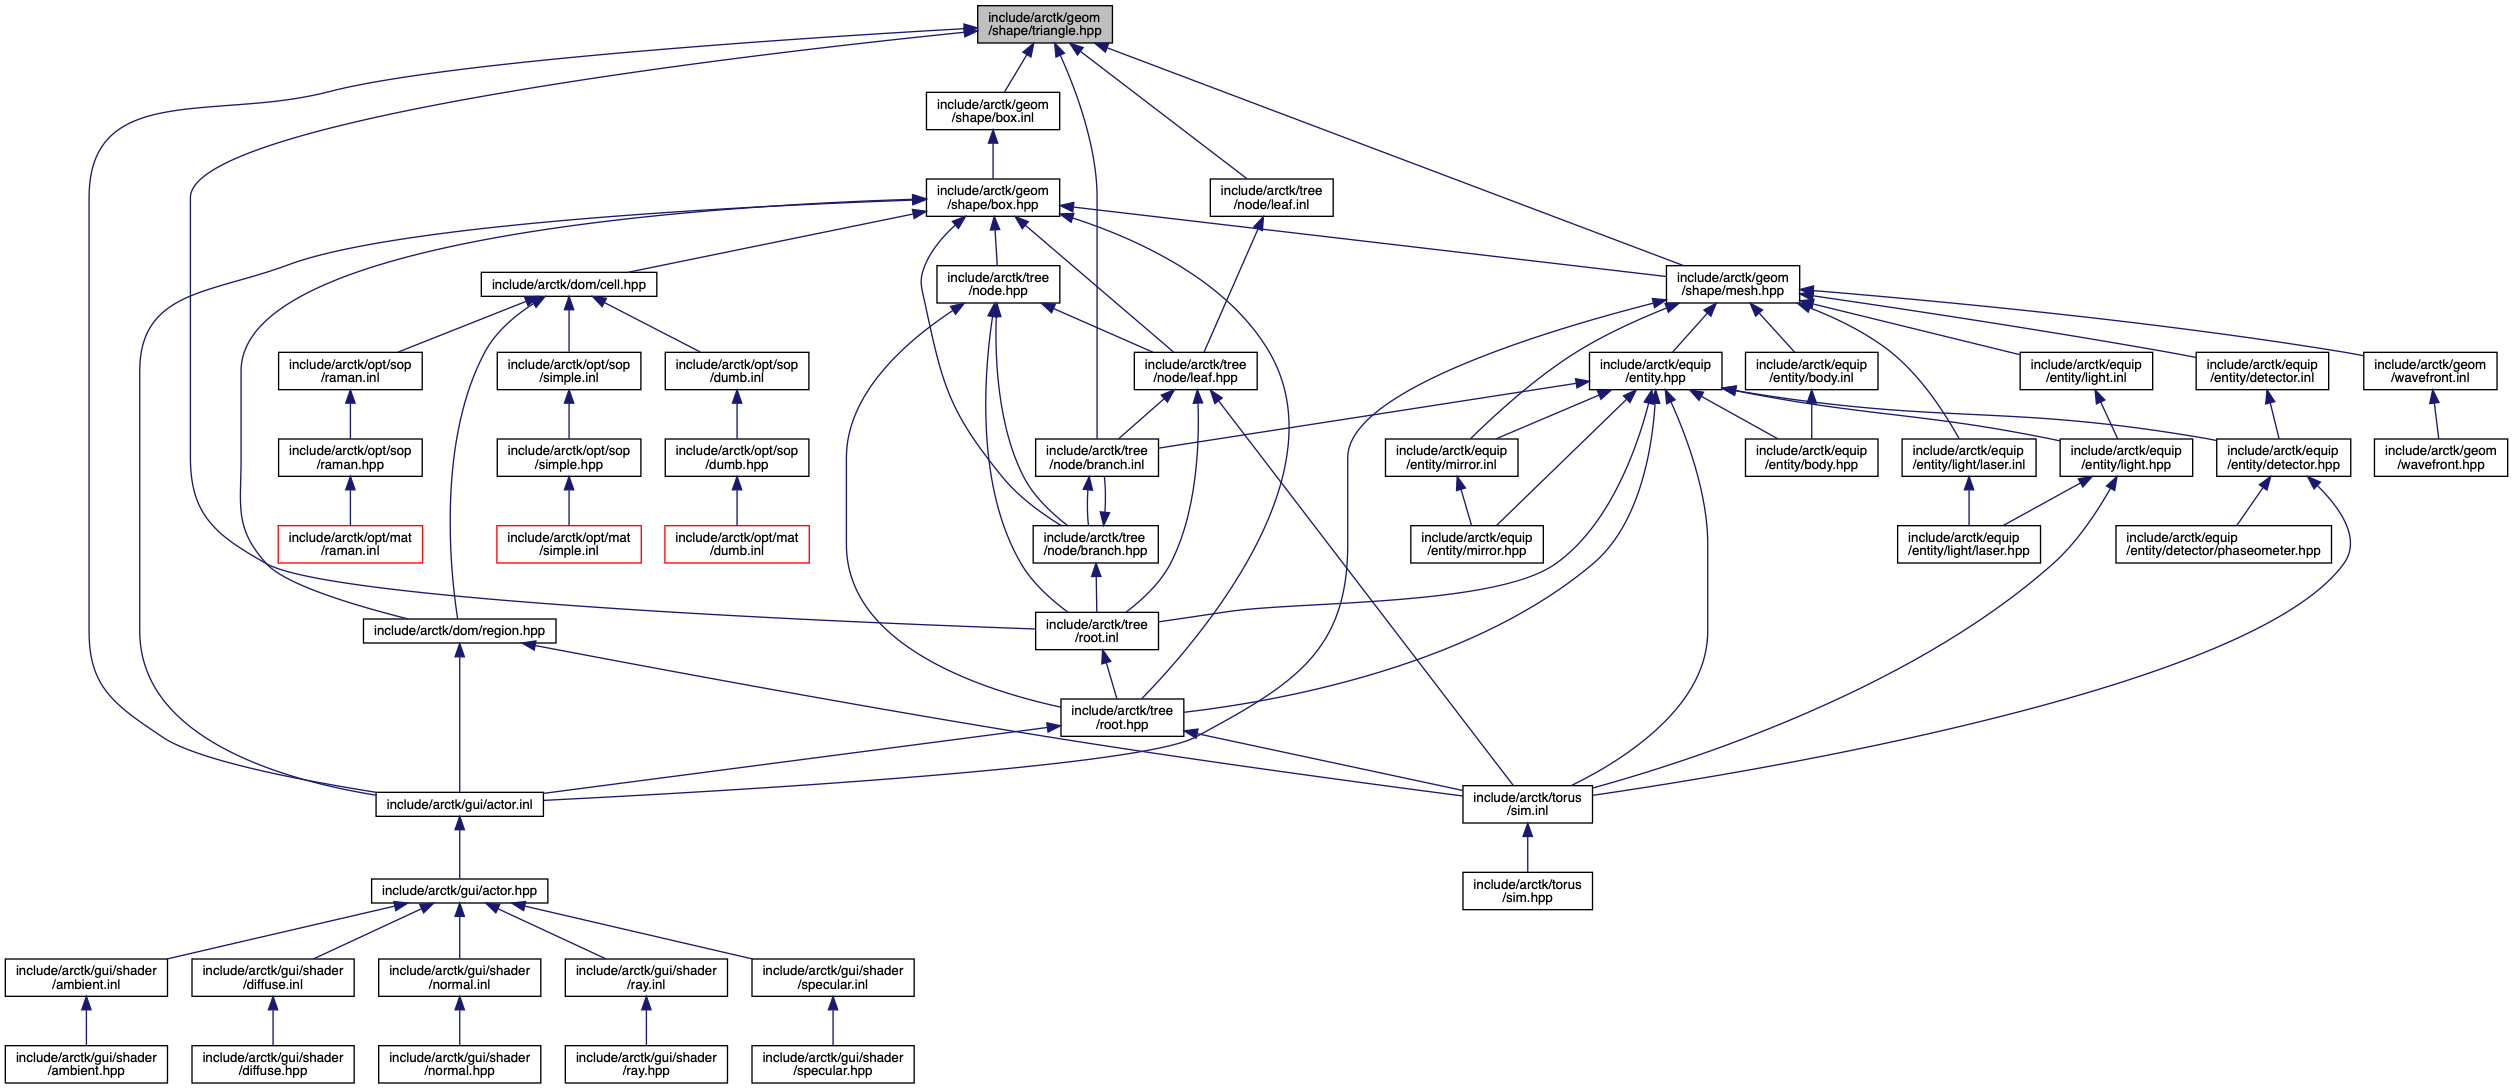 include/arctk/geom
/shape/triangle.hpp
include/arctk/geom
/shape/box.inl
include/arctk/geom
/shape/box.hpp
include/arctk/tree
/node/leaf.inl
include/arctk/dom/cell.hpp
include/arctk/tree
/node.hpp
include/arctk/geom
/shape/mesh.hpp
include/arctk/opt/sop
/raman.inl
include/arctk/opt/sop
/simple.inl
include/arctk/opt/sop
/dumb.inl
include/arctk/tree
/node/leaf.hpp
include/arctk/equip
/entity.hpp
include/arctk/equip
/entity/body.inl
include/arctk/equip
/entity/light.inl
include/arctk/equip
/entity/detector.inl
include/arctk/geom
/wavefront.inl
include/arctk/opt/sop
/raman.hpp
include/arctk/opt/sop
/simple.hpp
include/arctk/opt/sop
/dumb.hpp
include/arctk/tree
/node/branch.inl
include/arctk/equip
/entity/mirror.inl
include/arctk/equip
/entity/body.hpp
include/arctk/equip
/entity/light/laser.inl
include/arctk/equip
/entity/light.hpp
include/arctk/equip
/entity/detector.hpp
include/arctk/geom
/wavefront.hpp
include/arctk/opt/mat
/raman.inl
include/arctk/opt/mat
/simple.inl
include/arctk/opt/mat
/dumb.inl
include/arctk/tree
/node/branch.hpp
include/arctk/equip
/entity/mirror.hpp
include/arctk/equip
/entity/light/laser.hpp
include/arctk/equip
/entity/detector/phaseometer.hpp
include/arctk/dom/region.hpp
include/arctk/tree
/root.inl
include/arctk/tree
/root.hpp
include/arctk/gui/actor.inl
include/arctk/torus
/sim.inl
include/arctk/gui/actor.hpp
include/arctk/torus
/sim.hpp
include/arctk/gui/shader
/ambient.inl
include/arctk/gui/shader
/diffuse.inl
include/arctk/gui/shader
/normal.inl
include/arctk/gui/shader
/ray.inl
include/arctk/gui/shader
/specular.inl
include/arctk/gui/shader
/ambient.hpp
include/arctk/gui/shader
/diffuse.hpp
include/arctk/gui/shader
/normal.hpp
include/arctk/gui/shader
/ray.hpp
include/arctk/gui/shader
/specular.hpp